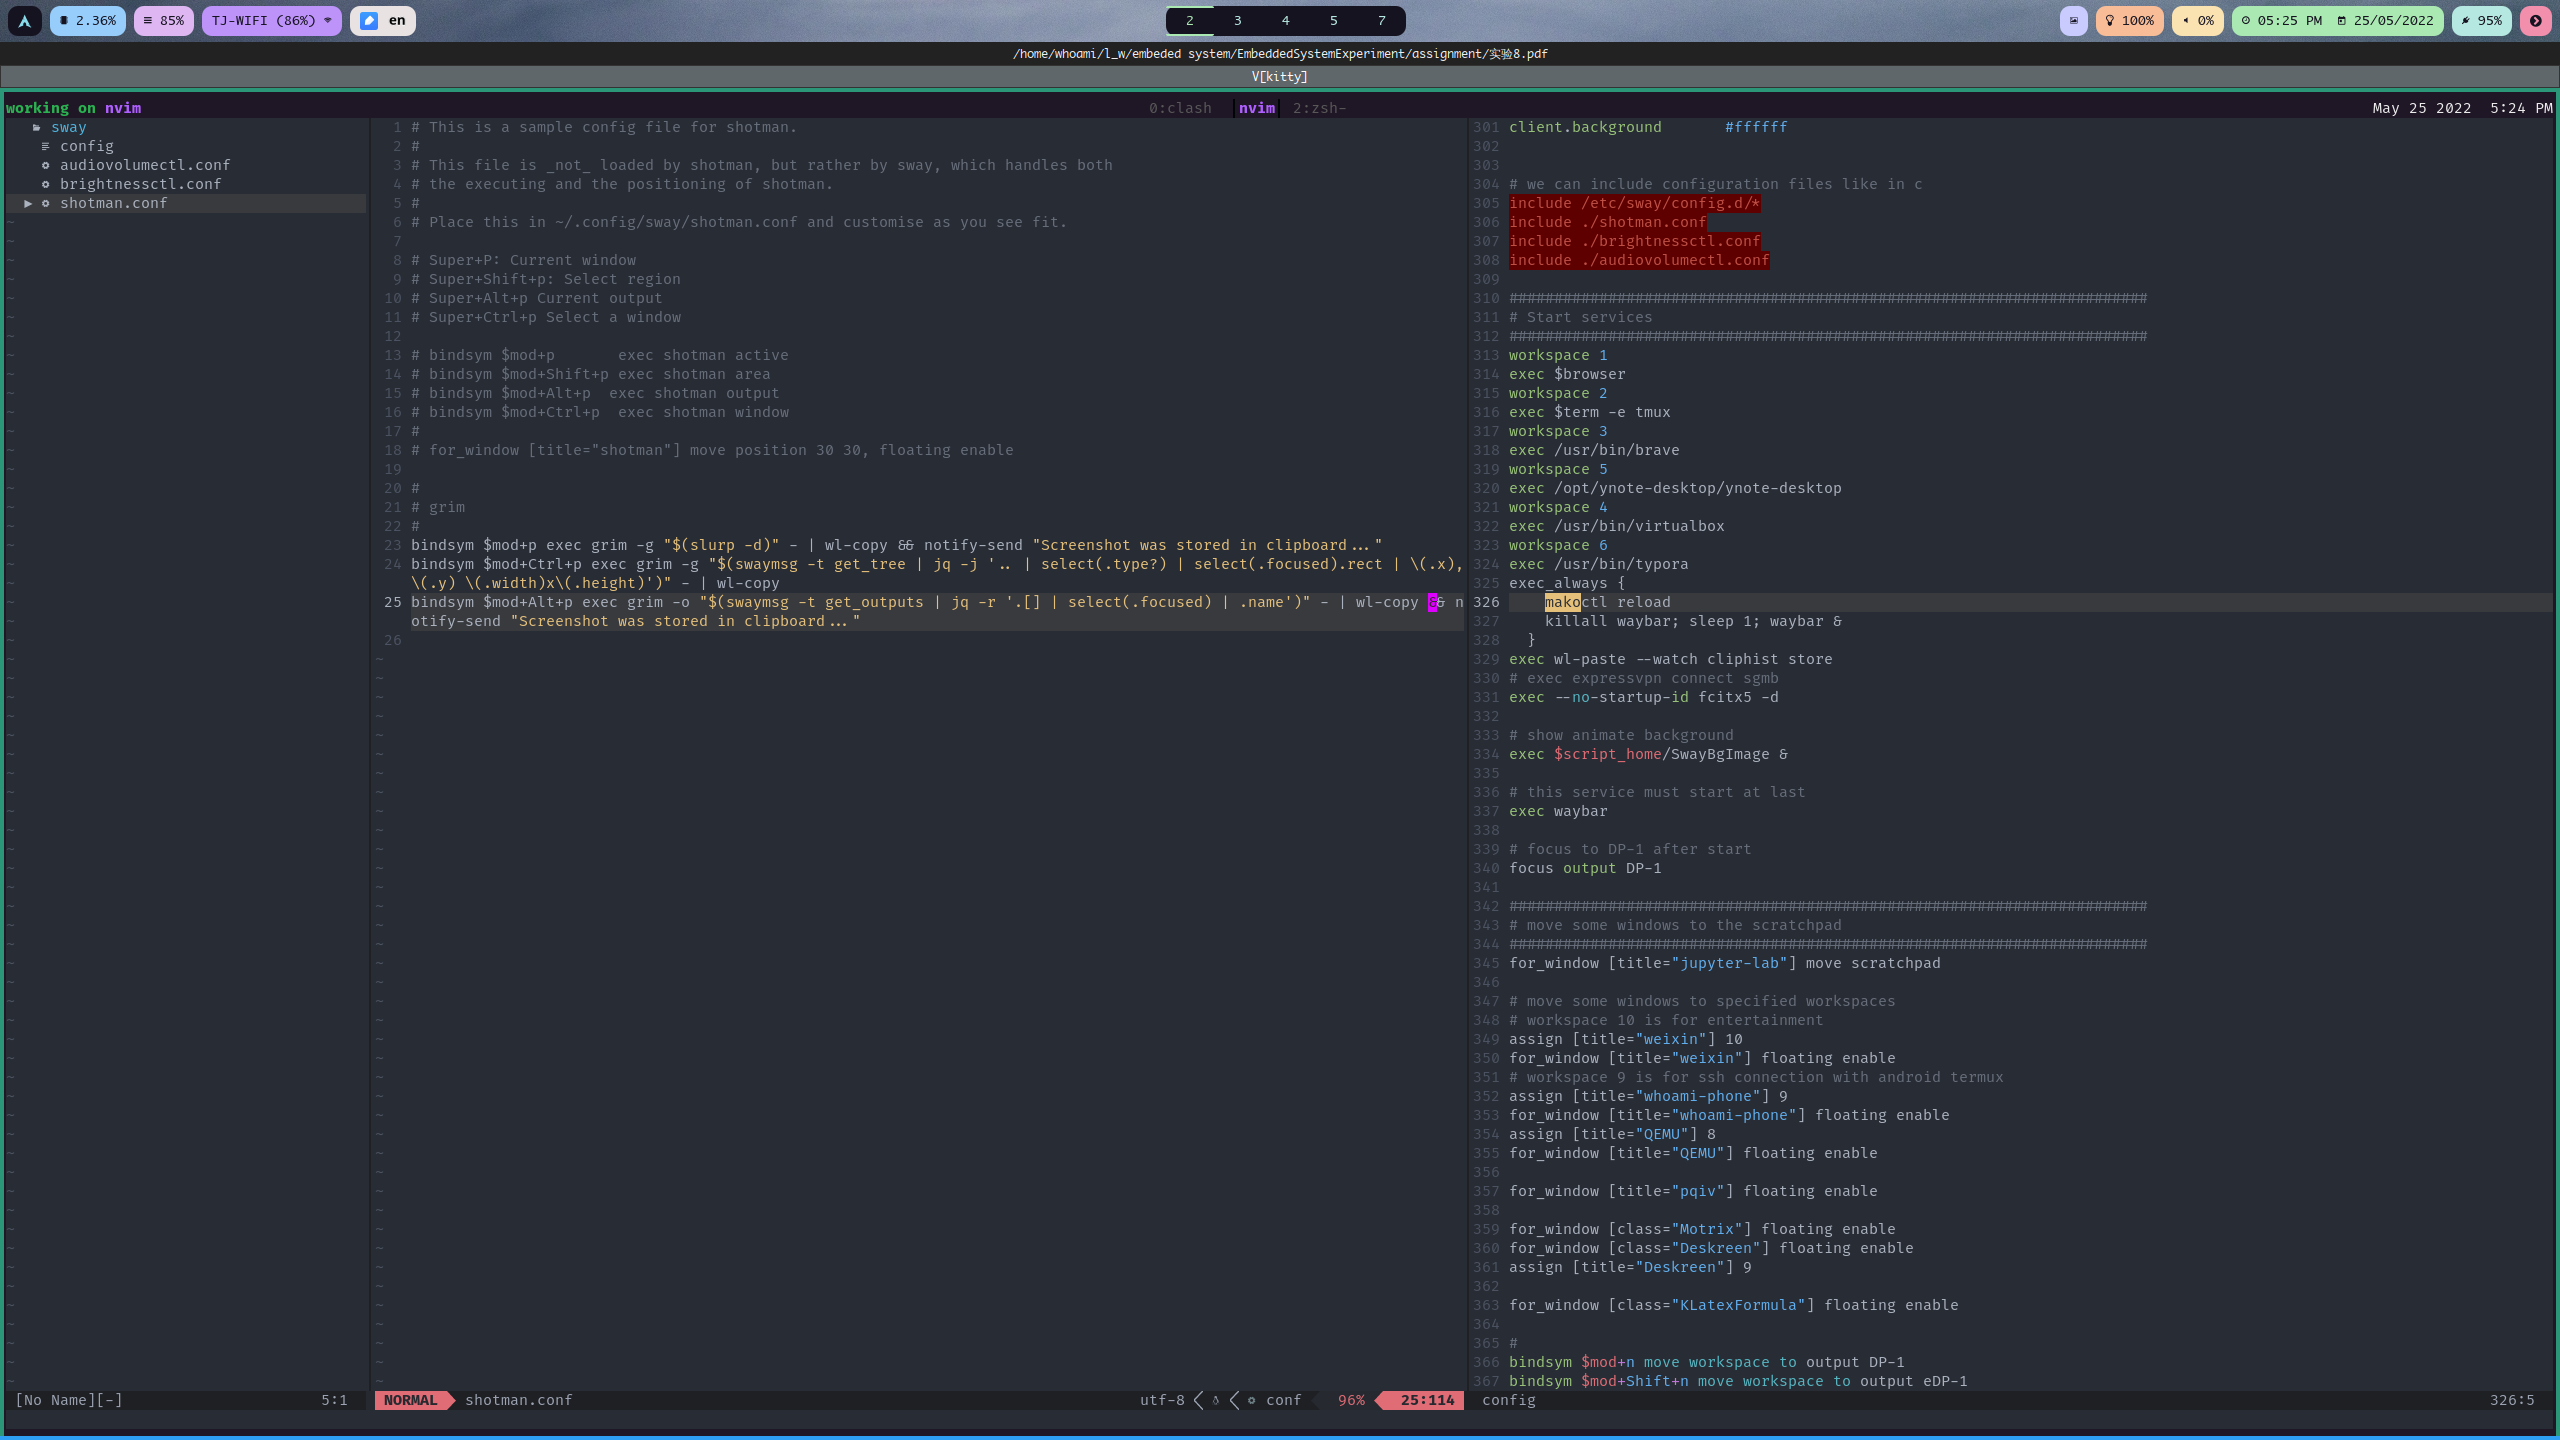 2.36%
85%
TJ-WIFI (86%)
en
2 3 4 5 7
100%
0%
05:25 PM 25/05/2022
95%
/home/whoami/l_w/embeded system/EmbeddedSystemExperiment/assignment/实验8.pdf
V[kitty]
working on nvim
0:clash nvim 2:zsh-
May 25 2022 5:24 PM
sway
config
audiovolumectl.conf
brightnessctl.conf
▶ shotman.conf
1 # This is a sample config file for shotman.
2 #
3 # This file is _not_ loaded by shotman, but rather by sway, which handles both
4 # the executing and the positioning of shotman.
5 #
6 # Place this in ~/.config/sway/shotman.conf and customise as you see fit.
7
8 # Super+P: Current window
9 # Super+Shift+p: Select region
10 # Super+Alt+p Current output
11 # Super+Ctrl+p Select a window
12
13 # bindsym $mod+p       exec shotman active
14 # bindsym $mod+Shift+p exec shotman area
15 # bindsym $mod+Alt+p  exec shotman output
16 # bindsym $mod+Ctrl+p  exec shotman window
17 #
18 # for_window [title="shotman"] move position 30 30, floating enable
19
20 #
21 # grim
22 #
23 bindsym $mod+p exec grim -g "$(slurp -d)" - | wl-copy && notify-send "Screenshot was stored in clipboard..."
24 bindsym $mod+Ctrl+p exec grim -g "$(swaymsg -t get_tree | jq -j '.. | select(.type?) | select(.focused).rect | \(.x),
\(.y) \(.width)x\(.height)')" - | wl-copy
25 bindsym $mod+Alt+p exec grim -o "$(swaymsg -t get_outputs | jq -r '.[] | select(.focused) | .name')" - | wl-copy && n
otify-send "Screenshot was stored in clipboard..."
26
301 client.background       #ffffff
302
303
304 # we can include configuration files like in c
305 include /etc/sway/config.d/*
306 include ./shotman.conf
307 include ./brightnessctl.conf
308 include ./audiovolumectl.conf
309
310 #######################################################################
311 # Start services
312 #######################################################################
313 workspace 1
314 exec $browser
315 workspace 2
316 exec $term -e tmux
317 workspace 3
318 exec /usr/bin/brave
319 workspace 5
320 exec /opt/ynote-desktop/ynote-desktop
321 workspace 4
322 exec /usr/bin/virtualbox
323 workspace 6
324 exec /usr/bin/typora
325 exec_always {
326     makoctl reload
327     killall waybar; sleep 1; waybar &
328   }
329 exec wl-paste --watch cliphist store
330 # exec expressvpn connect sgmb
331 exec --no-startup-id fcitx5 -d
332
333 # show animate background
334 exec $script_home/SwayBgImage &
335
336 # this service must start at last
337 exec waybar
338
339 # focus to DP-1 after start
340 focus output DP-1
341
342 #######################################################################
343 # move some windows to the scratchpad
344 #######################################################################
345 for_window [title="jupyter-lab"] move scratchpad
346
347 # move some windows to specified workspaces
348 # workspace 10 is for entertainment
349 assign [title="weixin"] 10
350 for_window [title="weixin"] floating enable
351 # workspace 9 is for ssh connection with android termux
352 assign [title="whoami-phone"] 9
353 for_window [title="whoami-phone"] floating enable
354 assign [title="QEMU"] 8
355 for_window [title="QEMU"] floating enable
356
357 for_window [title="pqiv"] floating enable
358
359 for_window [class="Motrix"] floating enable
360 for_window [class="Deskreen"] floating enable
361 assign [title="Deskreen"] 9
362
363 for_window [class="KLatexFormula"] floating enable
364
365 #
366 bindsym $mod+n move workspace to output DP-1
367 bindsym $mod+Shift+n move workspace to output eDP-1
[No Name][-] 5:1
NORMAL shotman.conf utf-8 conf 96% 25:114
config 326:5